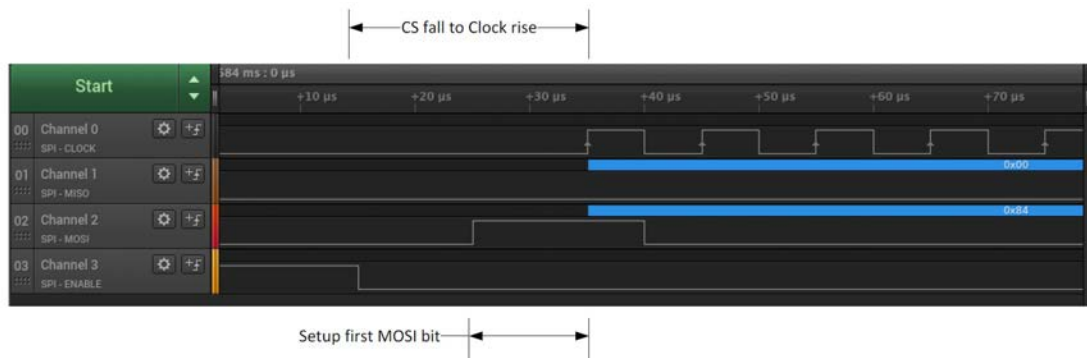 CS fall to Clock rise
Start
584 ms : 0 µs
+10 µs +20 µs +30 µs +40 µs +50 µs +60 µs +70 µs
00 Channel 0
SPI - CLOCK
01 Channel 1
SPI - MISO
0x00
02 Channel 2
SPI - MOSI
0x84
03 Channel 3
SPI - ENABLE
Setup first MOSI bit